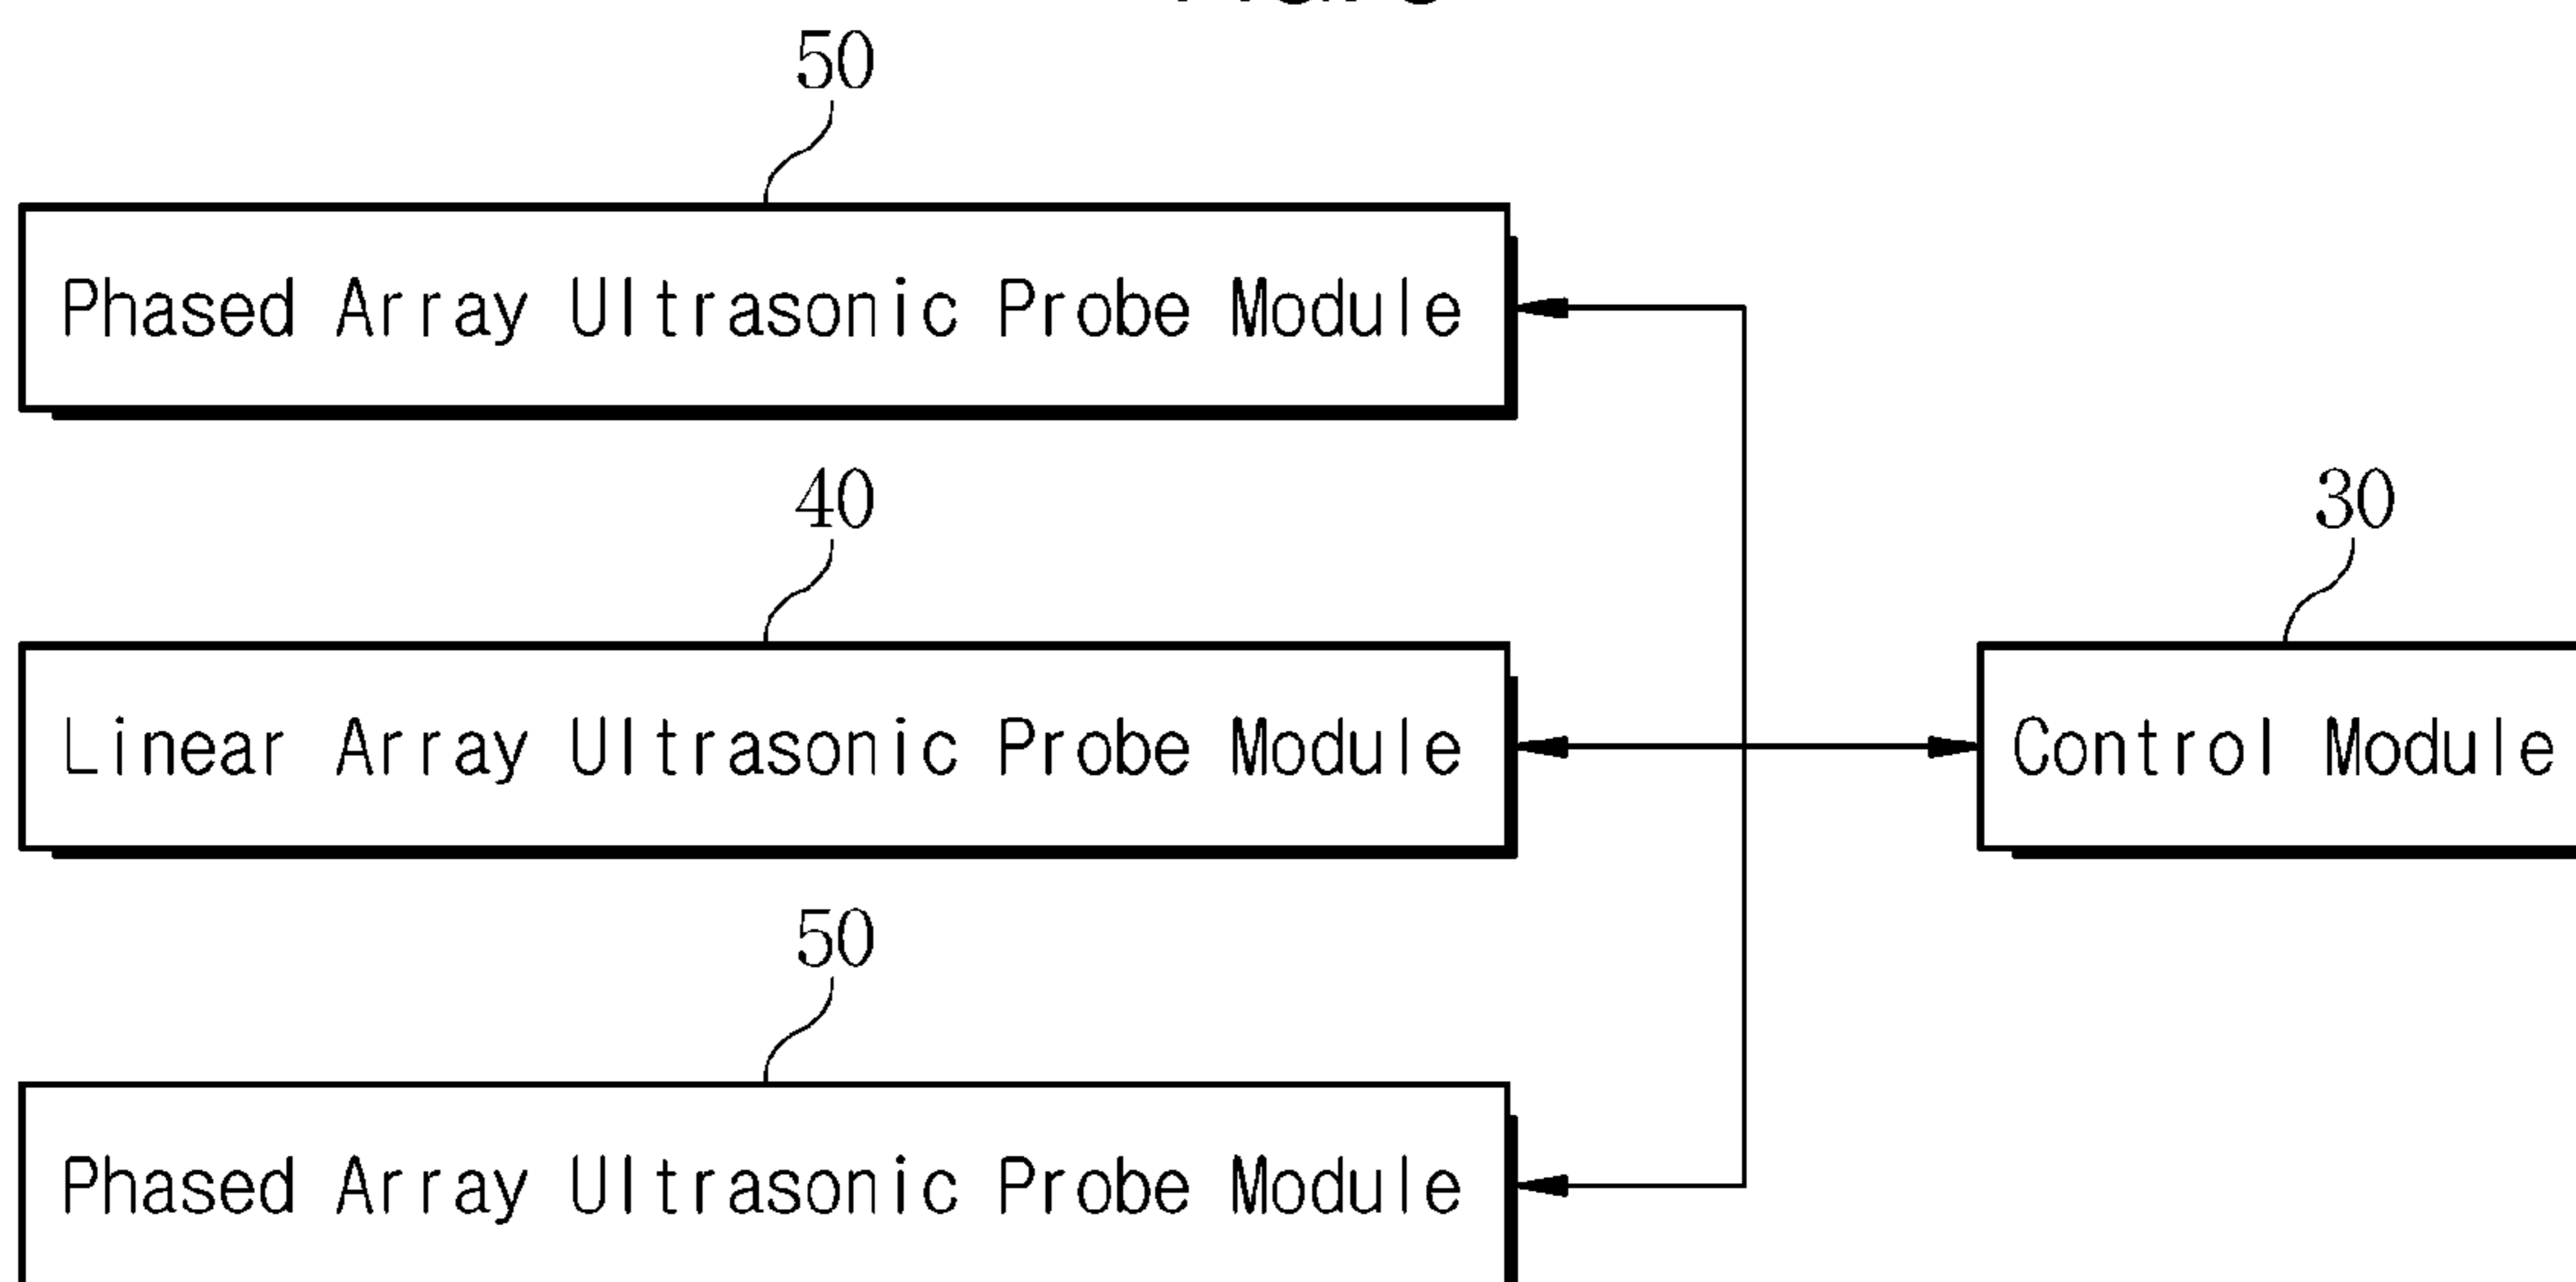 50
Phased Array Ultrasonic Probe Module
40
30
Linear Array Ultrasonic Probe Module
Control Module
50
Phased Array Ultrasonic Probe Module